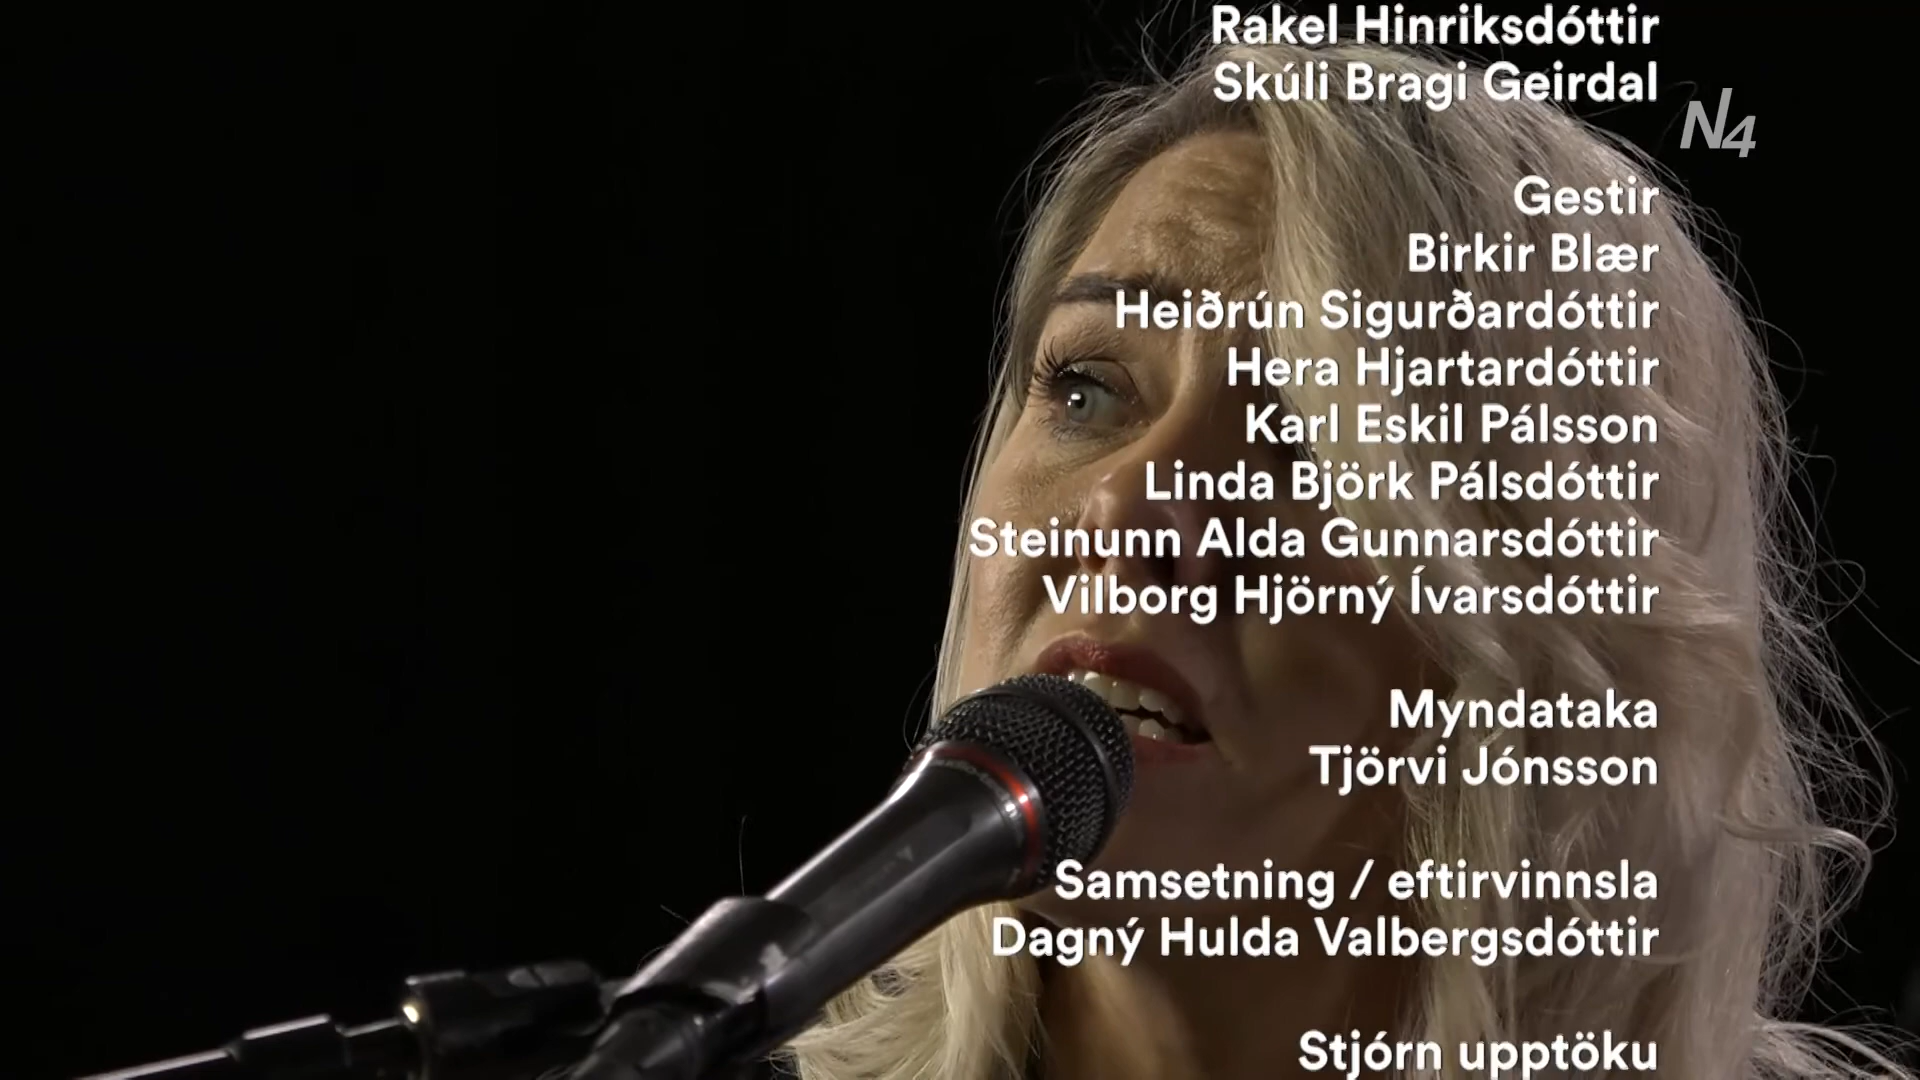 Rakel Hinriksdóttir
Skúli Bragi Geirdal
N4
Gestir
Birkir Blær
Heiðrún Sigurðardóttir
Hera Hjartardóttir
Karl Eskil Pálsson
Linda Björk Pálsdóttir
Steinunn Alda Gunnarsdóttir
Vilborg Hjörný Ívarsdóttir
Myndataka
Tjörvi Jónsson
Samsetning / eftirvinnsla
Dagný Hulda Valbergsdóttir
Stjórn upptöku